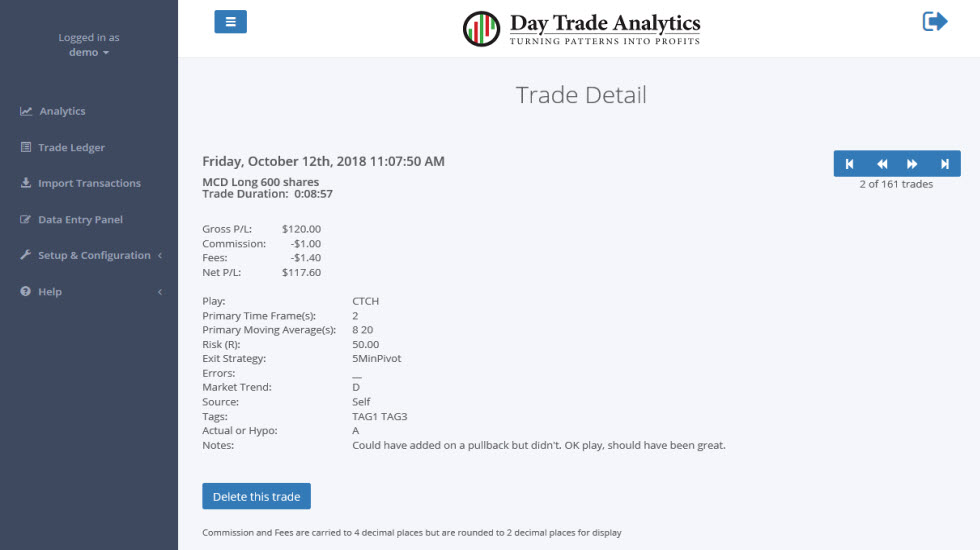 Logged in as
demo
Analytics
Trade Ledger
Import Transactions
Data Entry Panel
Setup & Configuration
Help
Day Trade Analytics
TURNING PATTERNS INTO PROFITS
Trade Detail
Friday, October 12th, 2018 11:07:50 AM
MCD Long 600 shares
Trade Duration: 0:08:57
2 of 161 trades
Gross P/L: $120.00
Commission: -$1.00
Fees: -$1.40
Net P/L: $117.60
Play: CTCH
Primary Time Frame(s): 2
Primary Moving Average(s): 8 20
Risk (R): 50.00
Exit Strategy: 5MinPivot
Errors: __
Market Trend: D
Source: Self
Tags: TAG1 TAG3
Actual or Hypo: A
Notes: Could have added on a pullback but didn't. OK play, should have been great.
Delete this trade
Commission and Fees are carried to 4 decimal places but are rounded to 2 decimal places for display